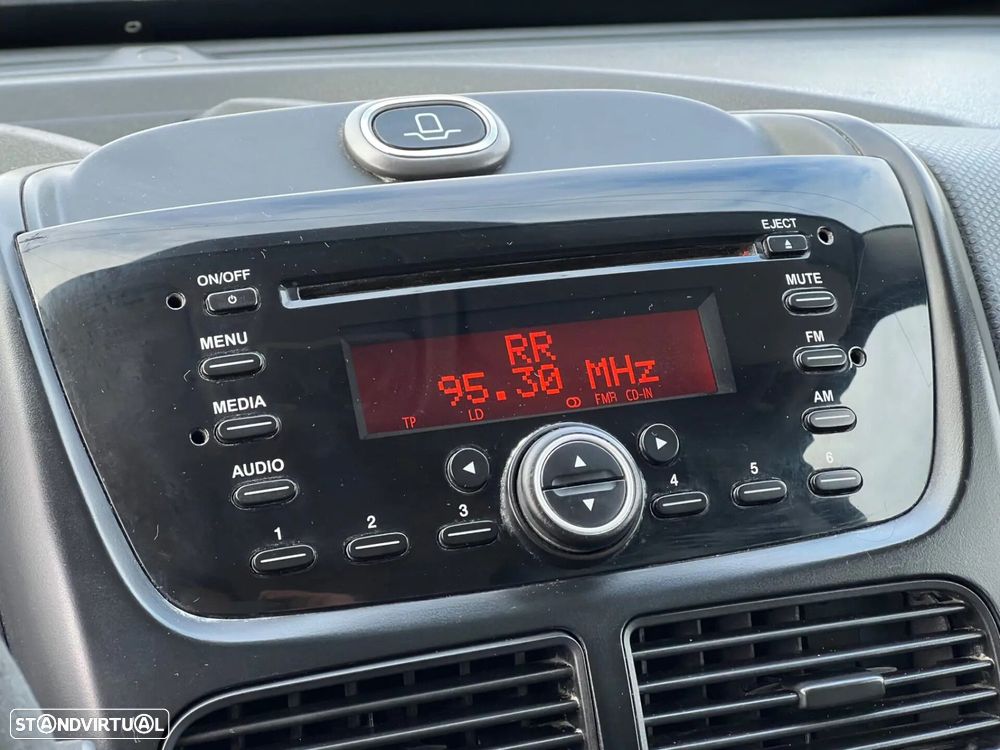 EJECT
ON/OFF
MUTE
MENU
RR
FM
95.30 MHz
MEDIA
TP LD FMR CD-IN
AM
AUDIO
1 2 3 4 5 6
STANDVIRTUAL